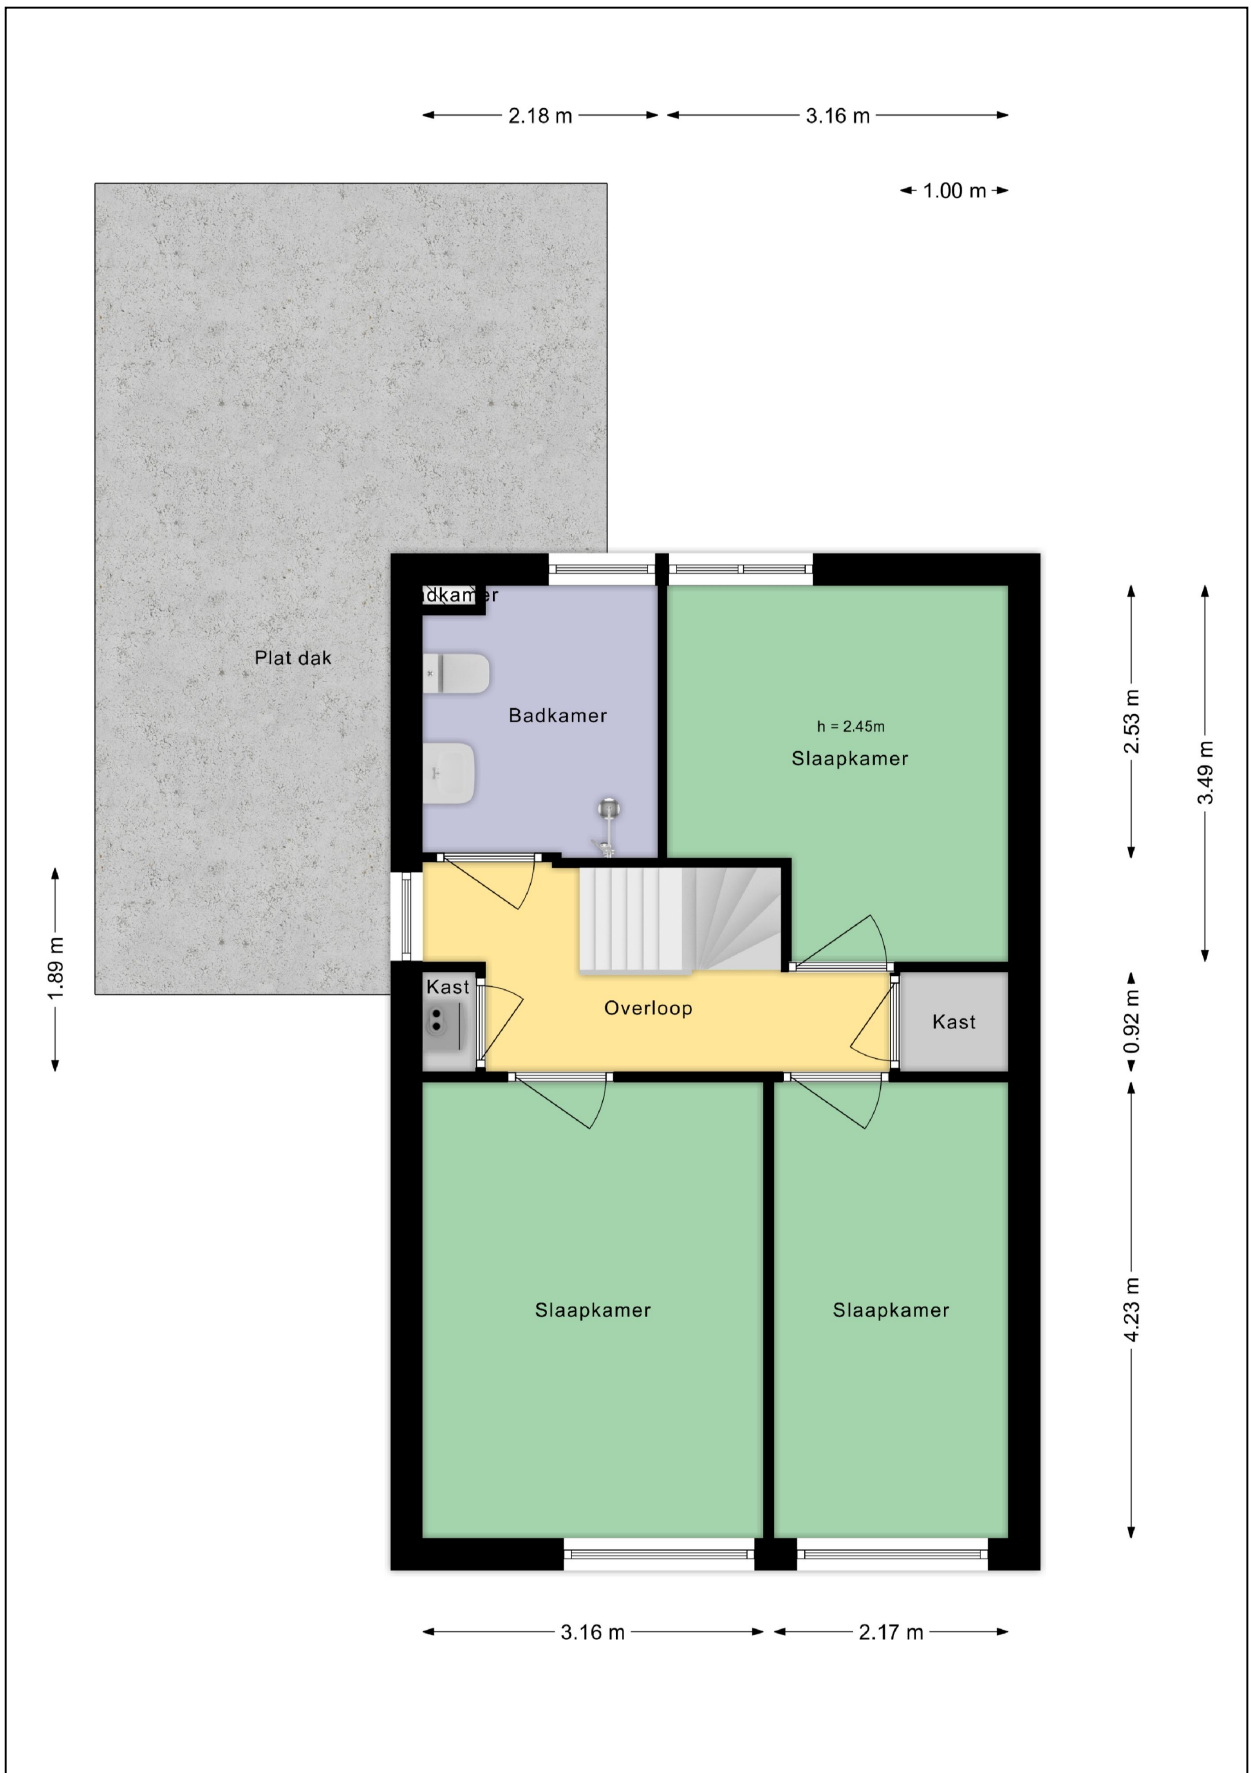 2.18 m
3.16 m
1.00 m
adkamer
Plat dak
Badkamer
h = 2.45m
Slaapkamer
2.53 m
3.49 m
1.89 m
Kast
Overloop
Kast
0.92 m
Slaapkamer
Slaapkamer
4.23 m
3.16 m
2.17 m